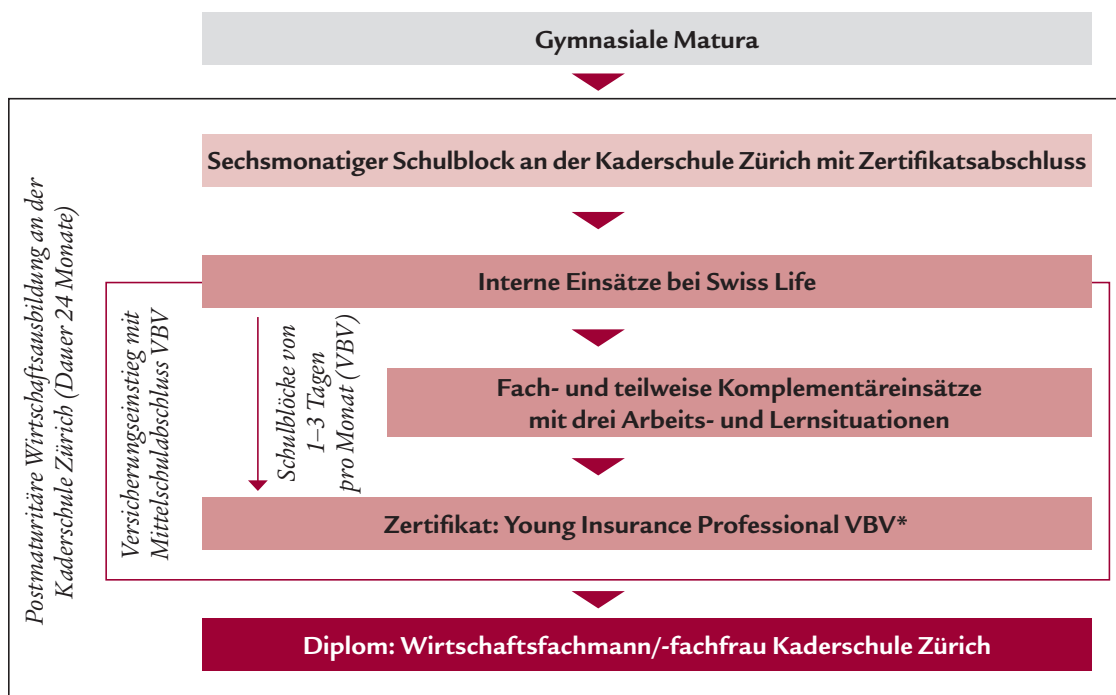 Gymnasiale Matura
Postmaturitäre Wirtschaftsausbildung an der
Kaderschule Zürich (Dauer 24 Monate)
Sechsmonatiger Schulblock an der Kaderschule Zürich mit Zertifikatsabschluss
Interne Einsätze bei Swiss Life
Versicherungseinstieg mit
Mittelschulabschluss VBV
Schulblöcke von
1–3 Tagen
pro Monat (VBV)
Fach- und teilweise Komplementäreinsätze
mit drei Arbeits- und Lernsituationen
Zertifikat: Young Insurance Professional VBV*
Diplom: Wirtschaftsfachmann/-fachfrau Kaderschule Zürich